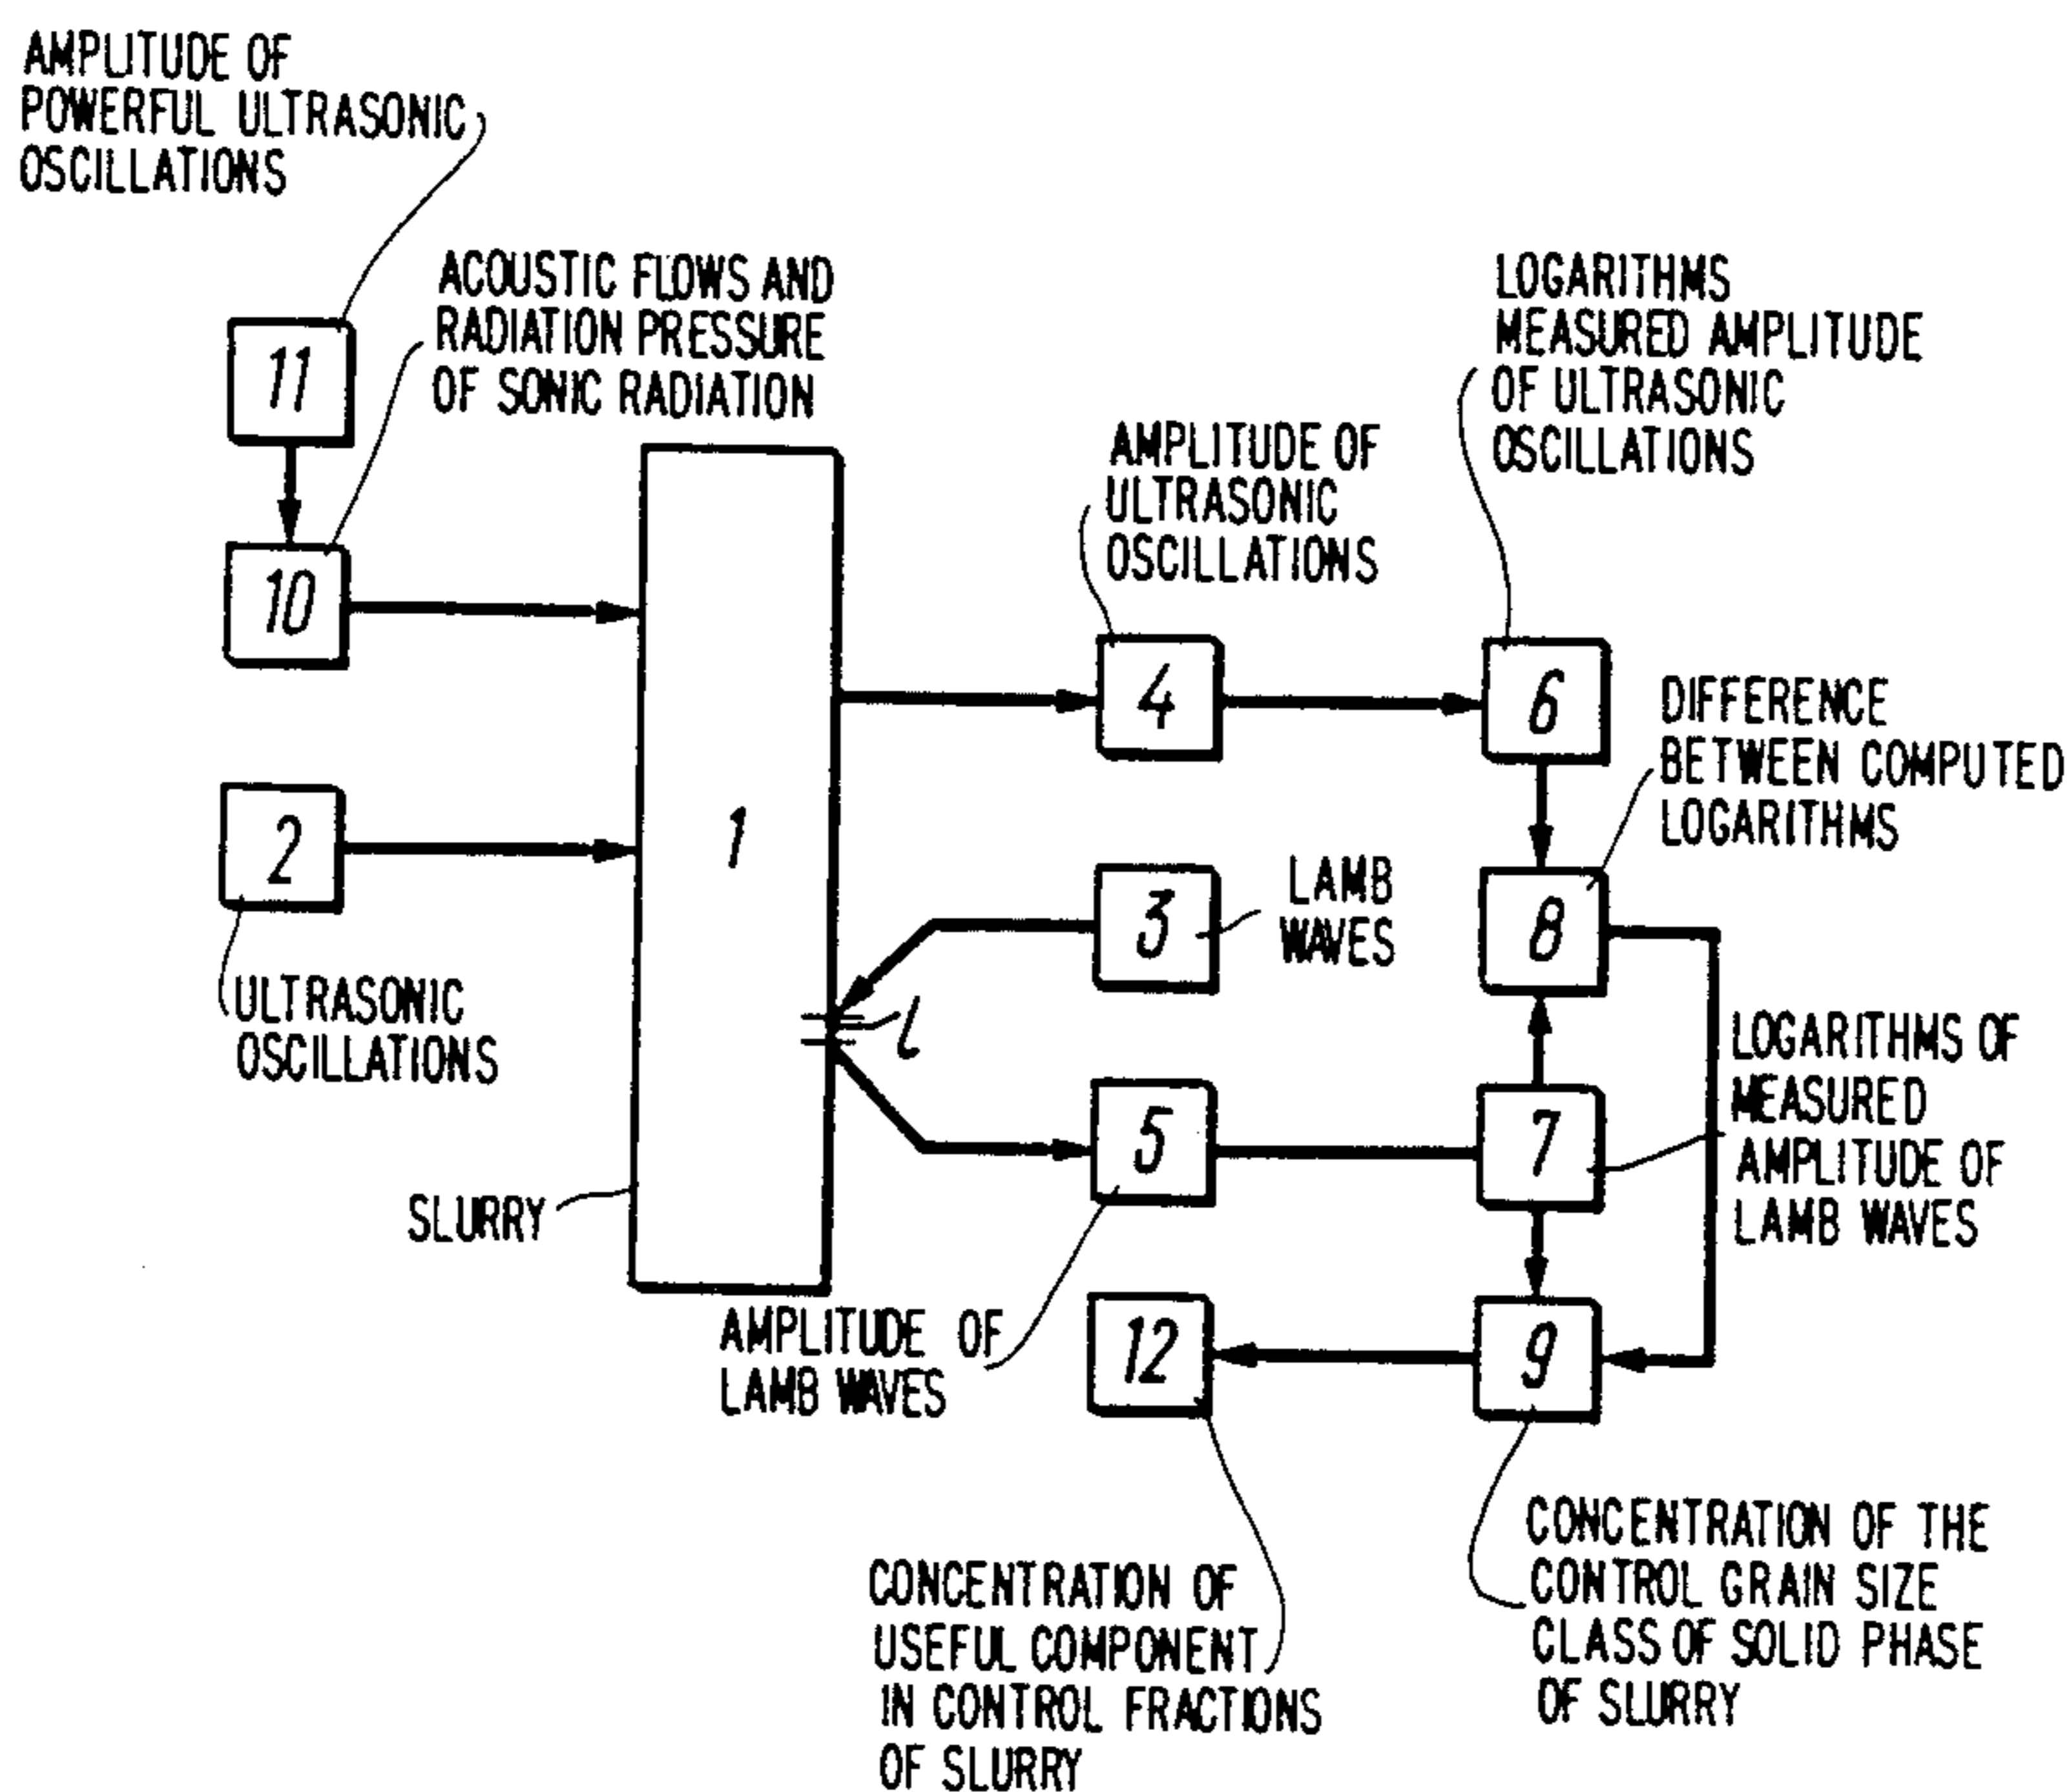 AMPLITUDE OF
POWERFUL ULTRASONIC
OSCILLATIONS
ACOUSTIC FLOWS AND
RADIATION PRESSURE
OF SONIC RADIATION
LOGARITHMS
MEASURED AMPLITUDE
OF ULTRASONIC
OSCILLATIONS
11
AMPLITUDE OF
ULTRASONIC
OSCILLATIONS
10
4
6
DIFFERENCE
BETWEEN COMPUTED
LOGARITHMS
2
1
3
LAMB
WAVES
8
ULTRASONIC
OSCILLATIONS
l
LOGARITHMS OF
MEASURED
AMPLITUDE OF
LAMB WAVES
5
7
SLURRY
AMPLITUDE OF
LAMB WAVES
12
9
CONCENTRATION OF
USEFUL COMPONENT
IN CONTROL FRACTIONS
OF SLURRY
CONCENTRATION OF THE
CONTROL GRAIN SIZE
CLASS OF SOLID PHASE
OF SLURRY